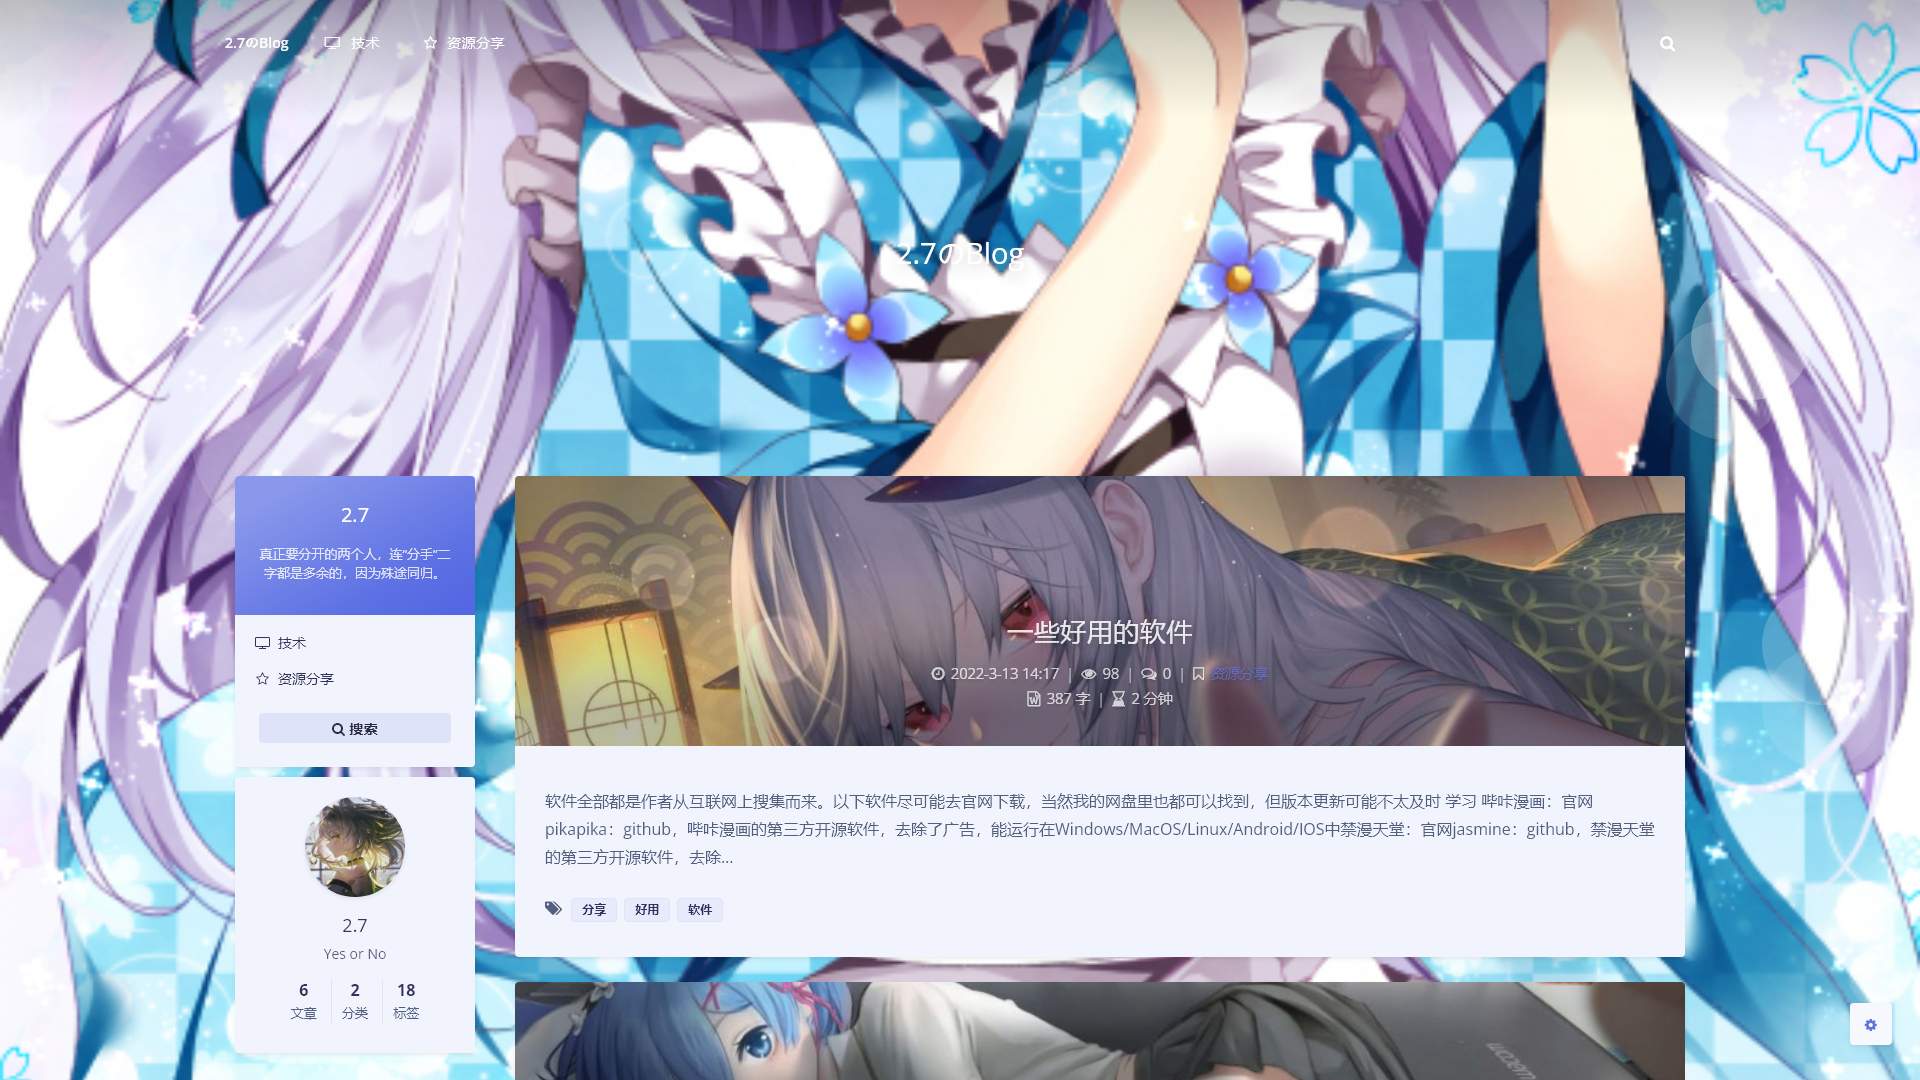 2.7のBlog 技术 资源分享
2.7のBlog
2.7
真正要分开的两个人，连“分手”二
字都是多余的，因为殊途同归。
技术
资源分享
搜索
2.7
Yes or No
6 2 18
文章 分类 标签
一些好用的软件
2022-3-13 14:17 | 98 | 0 | 资源分享
387 字 | 2 分钟
软件全部都是作者从互联网上搜集而来。以下软件尽可能去官网下载，当然我的网盘里也都可以找到，但版本更新可能不太及时 学习 哔咔漫画：官网
pikapika：github，哔咔漫画的第三方开源软件，去除了广告，能运行在Windows/MacOS/Linux/Android/IOS中禁漫天堂：官网jasmine：github，禁漫天堂
的第三方开源软件，去除...
分享 好用 软件
wacom